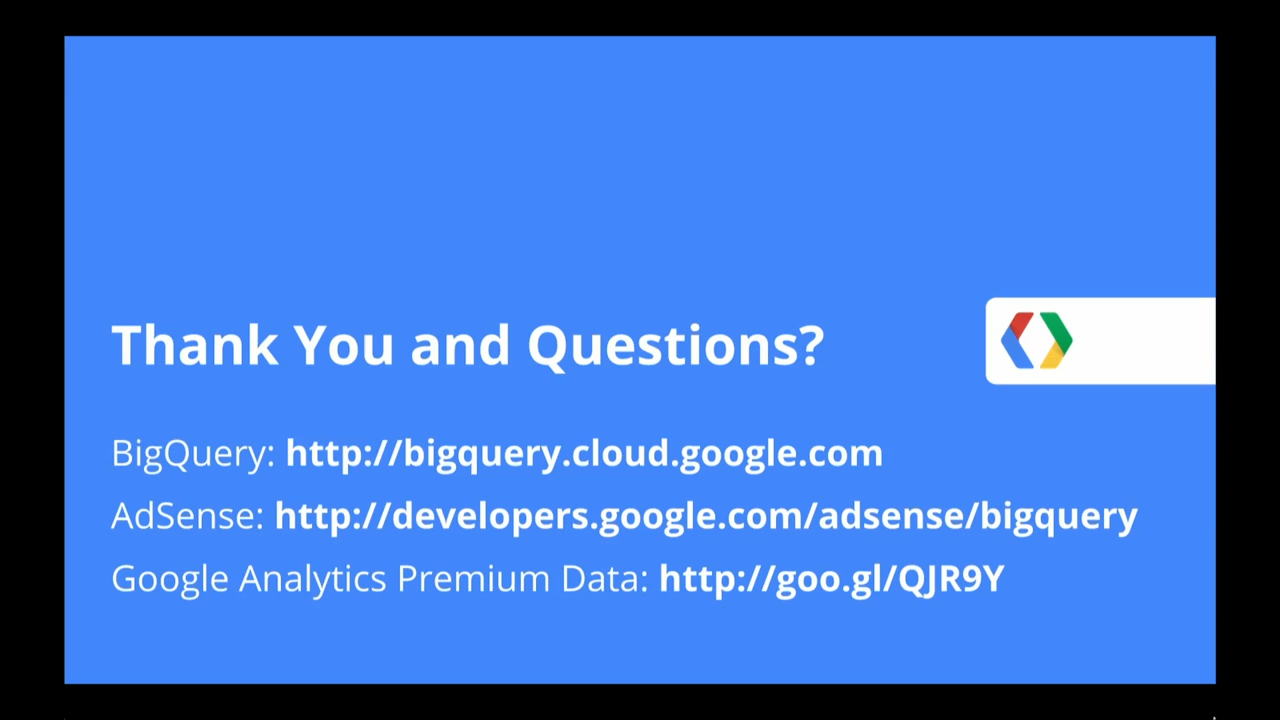 Thank You and Questions?
BigQuery: http://bigquery.cloud.google.com
AdSense: http://developers.google.com/adsense/bigquery
Google Analytics Premium Data: http://goo.gl/QJR9Y